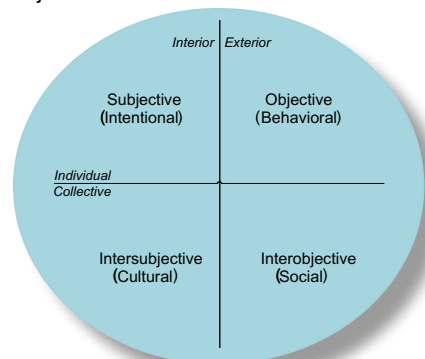 Interior Exterior
Subjective
(Intentional)
Objective
(Behavioral)
Individual
Collective
Intersubjective
(Cultural)
Interobjective
(Social)